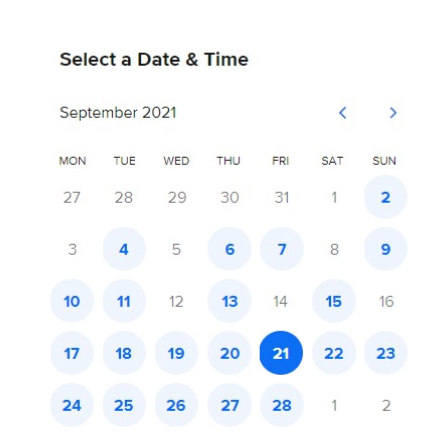 Select a Date & Time
September 2021
MON TUE WED THU FRI SAT SUN
27 28 29 30 31 1 2
3 4 5 6 7 8 9
10 11 12 13 14 15 16
17 18 19 20 21 22 23
24 25 26 27 28 1 2